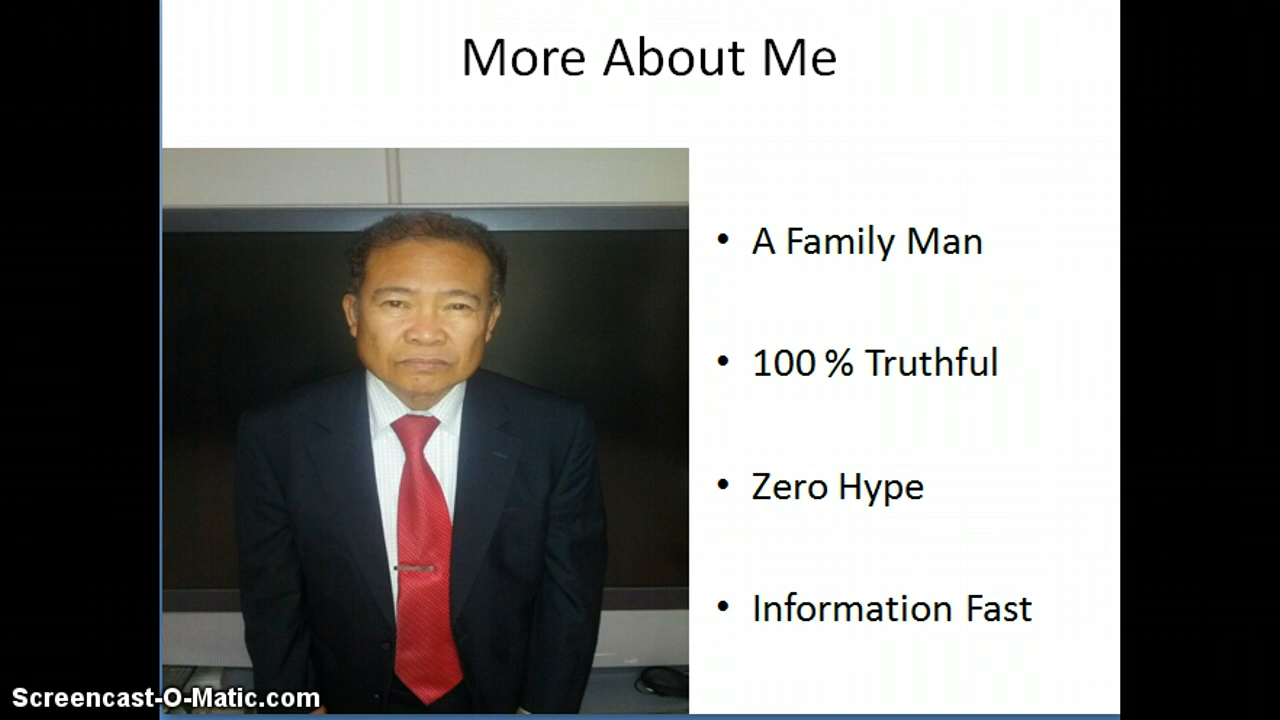 More About Me
• A Family Man
• 100 % Truthful
• Zero Hype
• Information Fast
Screencast-O-Matic.com